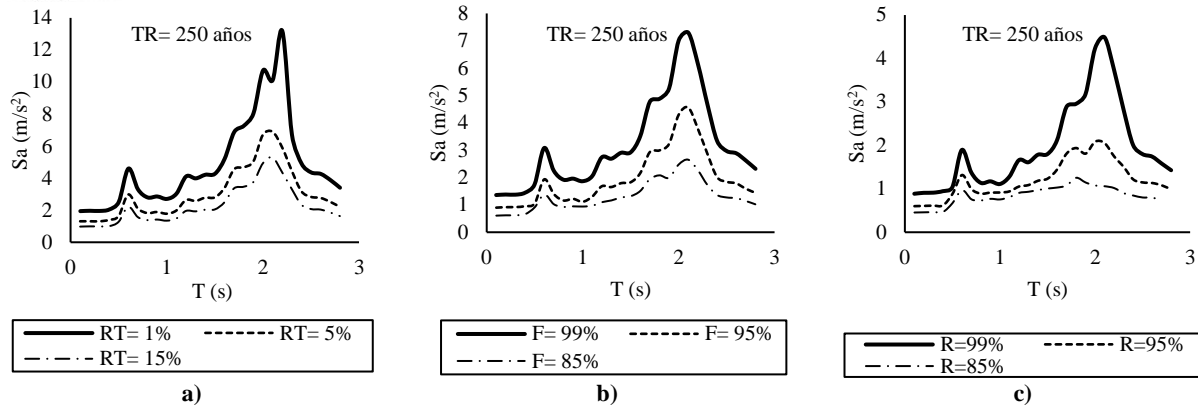 TR= 250 años
14
12
10
8
6
4
2
0
Sa (m/s²)
0 1 2 3
T (s)
RT= 1% RT= 5%
RT= 15%
a)
TR= 250 años
8
7
6
5
4
3
2
1
0
Sa (m/s²)
0 1 2 3
T (s)
F= 99% F= 95%
F= 85%
b)
TR= 250 años
5
4
3
2
1
0
Sa (m/s²)
0 1 2 3
T (s)
R=99% R=95%
R=85%
c)